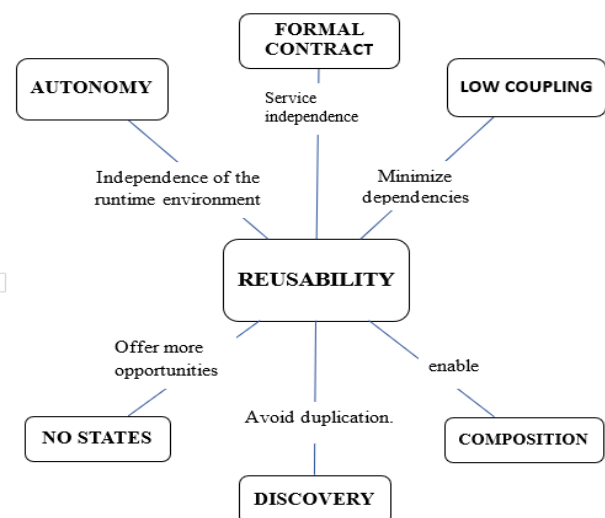 FORMAL
CONTRACT
AUTONOMY
LOW COUPLING
Service
independence
Independence of the
runtime environment
Minimize
dependencies
REUSABILITY
Offer more
opportunities
enable
Avoid duplication.
NO STATES
COMPOSITION
DISCOVERY